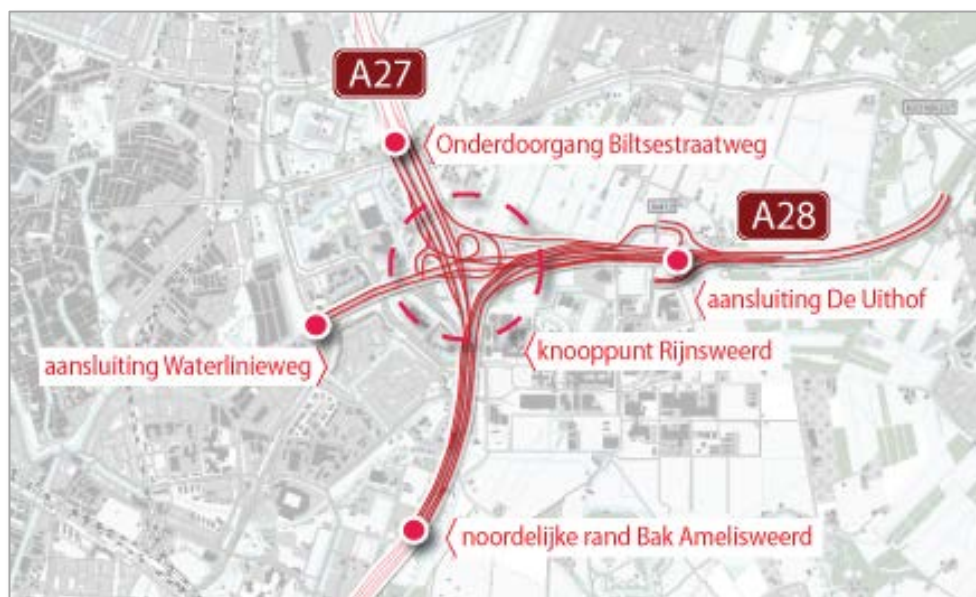 A27
Onderdoorgang Biltsestraatweg
A28
aansluiting De Uithof
aansluiting Waterlinieweg
knooppunt Rijnsweerd
noordelijke rand Bak Amelisweerd